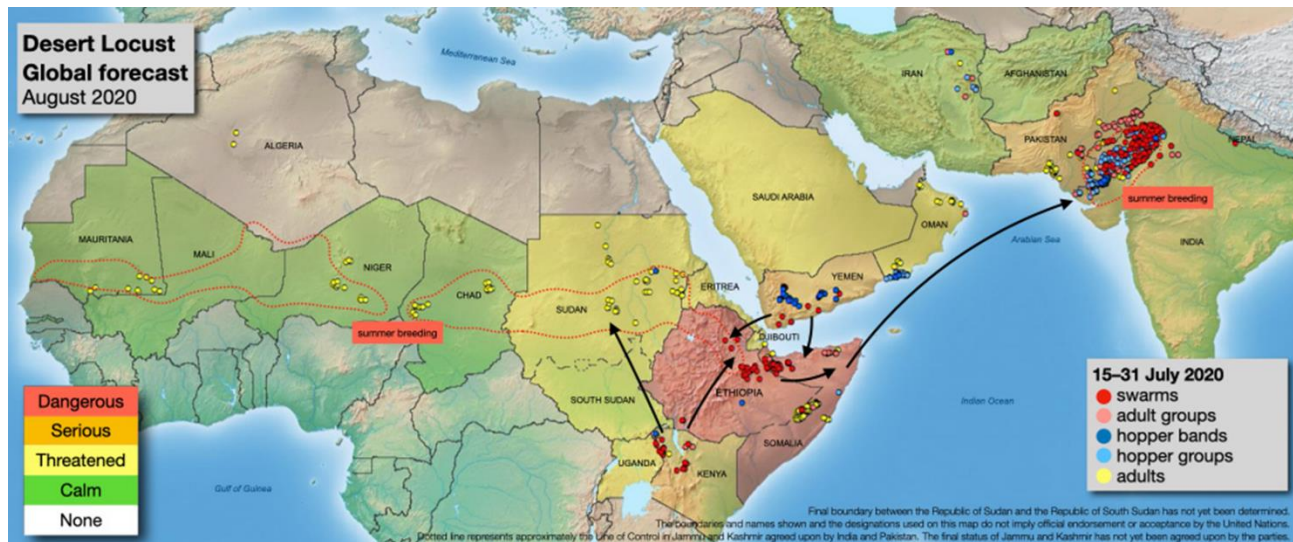 Desert Locust
Global forecast
August 2020
Mediterranean Sea
IRAN
AFGHANISTAN
PAKISTAN
NEPAL
ALGERIA
SAUDI ARABIA
summer breeding
OMAN
Arabian Sea
INDIA
MAURITANIA
MALI
NIGER
CHAD
SUDAN
ERITREA
YEMEN
summer breeding
DJIBOUTI
ETHIOPIA
SOUTH SUDAN
SOMALIA
UGANDA
KENYA
Indian Ocean
Gulf of Guinea
Dangerous
Serious
Threatened
Calm
None
15–31 July 2020
swarms
adult groups
hopper bands
hopper groups
adults
Final boundary between the Republic of Sudan and the Republic of South Sudan has not yet been determined.
The boundaries and names shown and the designations used on this map do not imply official endorsement or acceptance by the United Nations.
Dotted line represents approximately the Line of Control in Jammu and Kashmir agreed upon by India and Pakistan. The final status of Jammu and Kashmir has not yet been agreed upon by the parties.